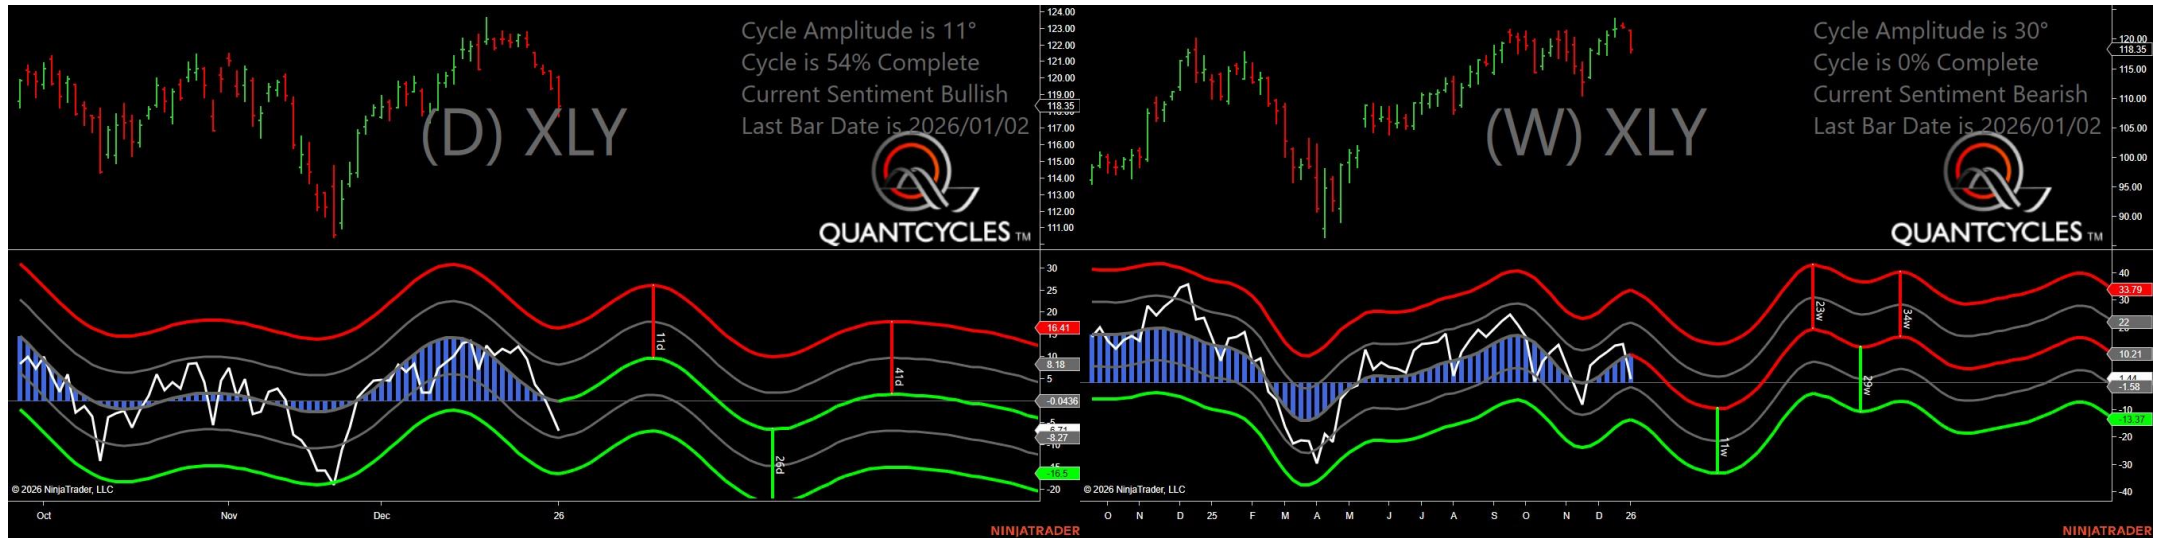 Cycle Amplitude is 11°
Cycle is 54% Complete
Current Sentiment Bullish
Last Bar Date is 2026/01/02
(D) XLY
QUANTCYCLES TM
124.00
123.00
122.00
121.00
120.00
119.00
118.35
117.00
116.00
115.00
114.00
113.00
112.00
111.00
30
25
20
16.41
10
8.18
5
-0.0436
-8.27
-16.5
-20
11d
26d
41d
© 2026 NinjaTrader, LLC
Oct Nov Dec 26
NINJATRADER
Cycle Amplitude is 30°
Cycle is 0% Complete
Current Sentiment Bearish
Last Bar Date is 2026/01/02
(W) XLY
QUANTCYCLES TM
120.00
118.35
115.00
110.00
105.00
100.00
95.00
90.00
40
33.79
30
22
20
10.21
1.44
-1.58
-10
-13.37
-20
-30
-40
11w
23w
29w
34w
© 2026 NinjaTrader, LLC
O N D 25 F M A M J J A S O N D 26
NINJATRADER